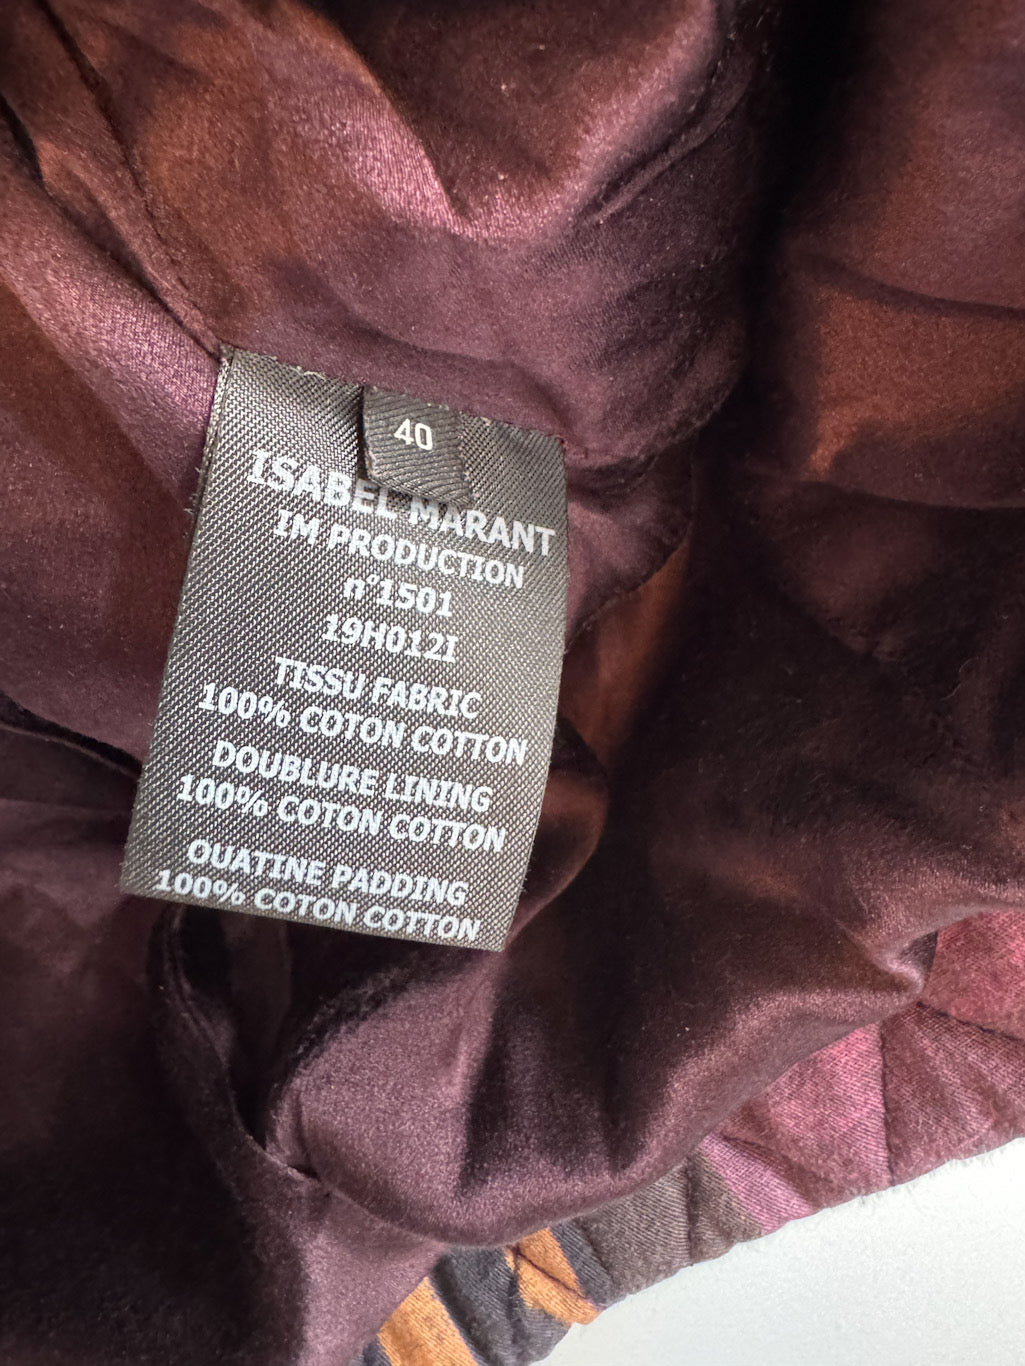 40
ISABEL MARANT
IM PRODUCTION
n°1501
19H012I
TISSU FABRIC
100% COTON COTTON
DOUBLURE LINING
100% COTON COTTON
OUATINE PADDING
100% COTON COTTON